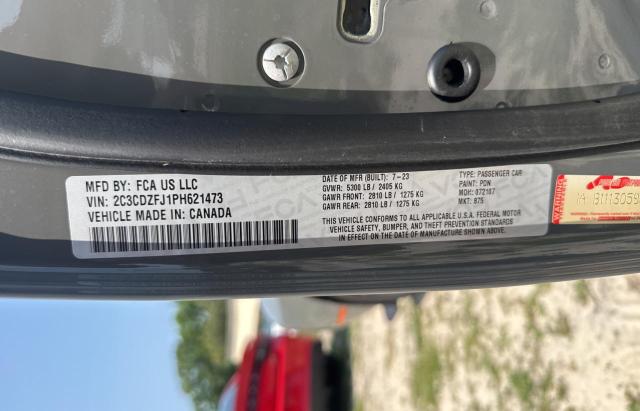 MFD BY: FCA US LLC
VIN: 2C3CDZFJ1PH621473
VEHICLE MADE IN: CANADA
DATE OF MFR (BUILT): 7-23
GVWR: 5300 LB / 2405 KG
GAWR FRONT: 2810 LB / 1275 KG
GAWR REAR: 2810 LB / 1275 KG
TYPE: PASSENGER CAR
PAINT: PDN
MDH: 072107
MKT: 875
THIS VEHICLE CONFORMS TO ALL APPLICABLE U.S.A. FEDERAL MOTOR
VEHICLE SAFETY, BUMPER, AND THEFT PREVENTION STANDARDS
IN EFFECT ON THE DATE OF MANUFACTURE SHOWN ABOVE.
WARNING